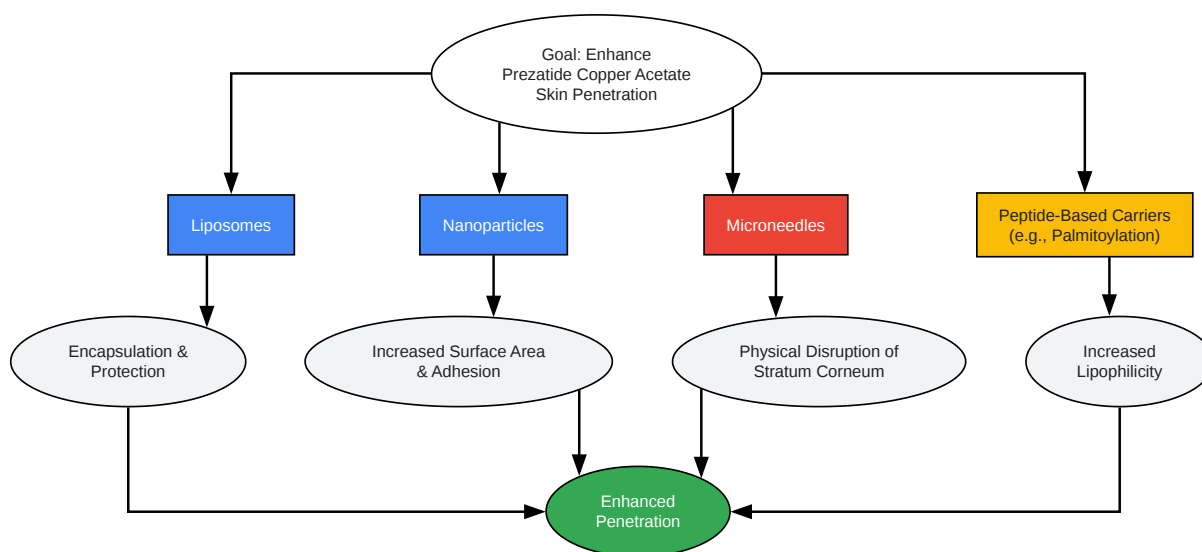 Goal: Enhance
Prezatide Copper Acetate
Skin Penetration
Liposomes
Nanoparticles
Microneedles
Peptide-Based Carriers
(e.g., Palmitoylation)
Encapsulation &
Protection
Increased Surface Area
& Adhesion
Physical Disruption of
Stratum Corneum
Increased
Lipophilicity
Enhanced
Penetration